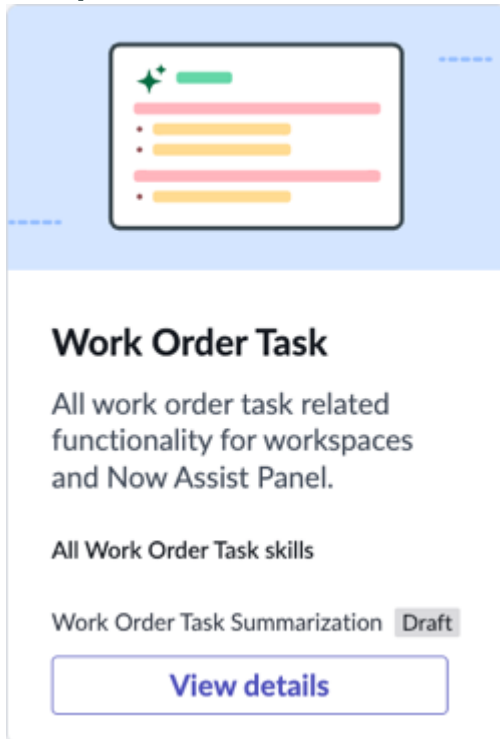 Work Order Task
All work order task related
functionality for workspaces
and Now Assist Panel.
All Work Order Task skills
Work Order Task Summarization Draft
View details